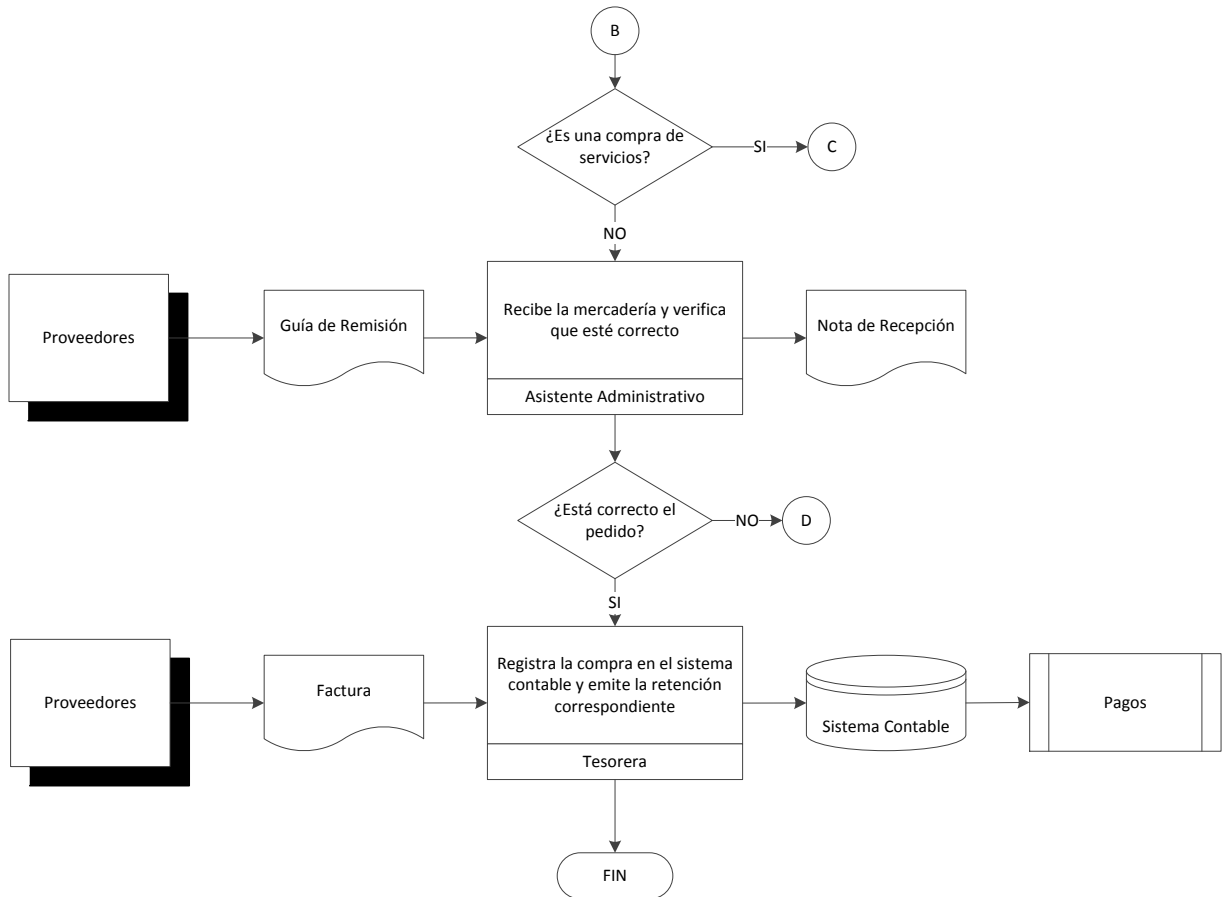 B
¿Es una compra de
servicios?
SI
C
NO
Proveedores
Guía de Remisión
Recibe la mercadería y verifica
que esté correcto
Asistente Administrativo
Nota de Recepción
¿Está correcto el
pedido?
NO
D
SI
Proveedores
Factura
Registra la compra en el sistema
contable y emite la retención
correspondiente
Tesorera
Sistema Contable
Pagos
FIN